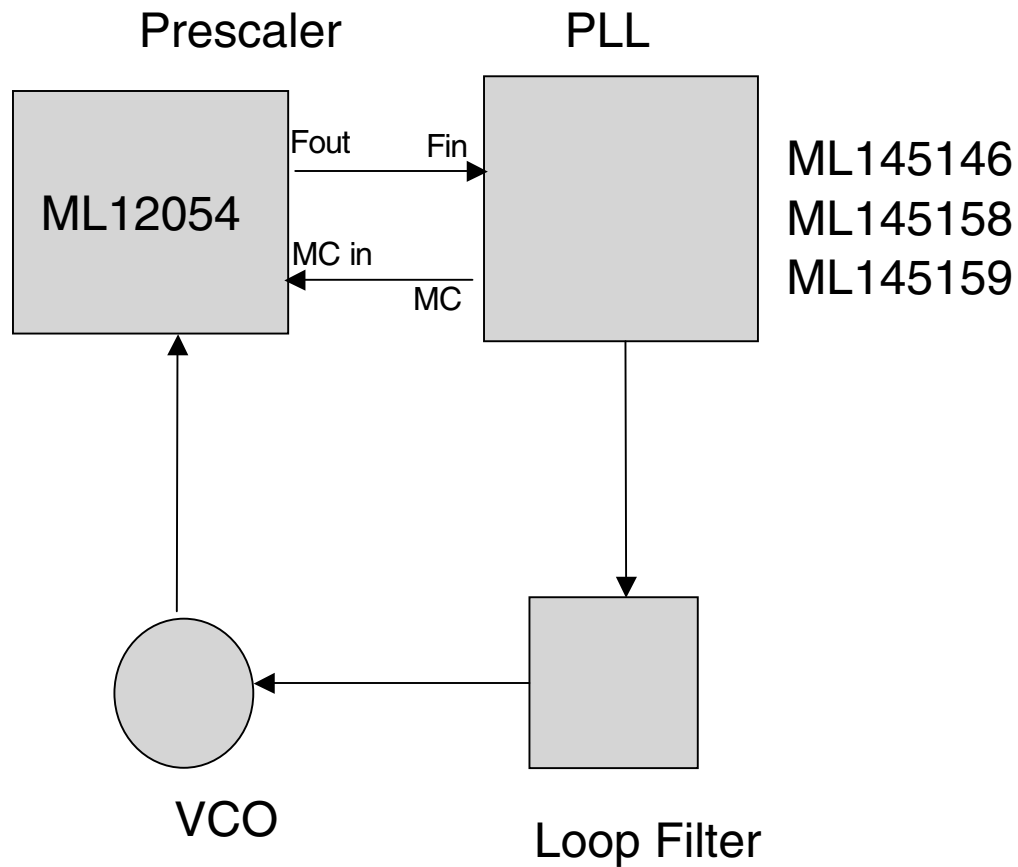 Prescaler
PLL
Fout
Fin
ML12054
MC in
MC
ML145146
ML145158
ML145159
VCO
Loop Filter